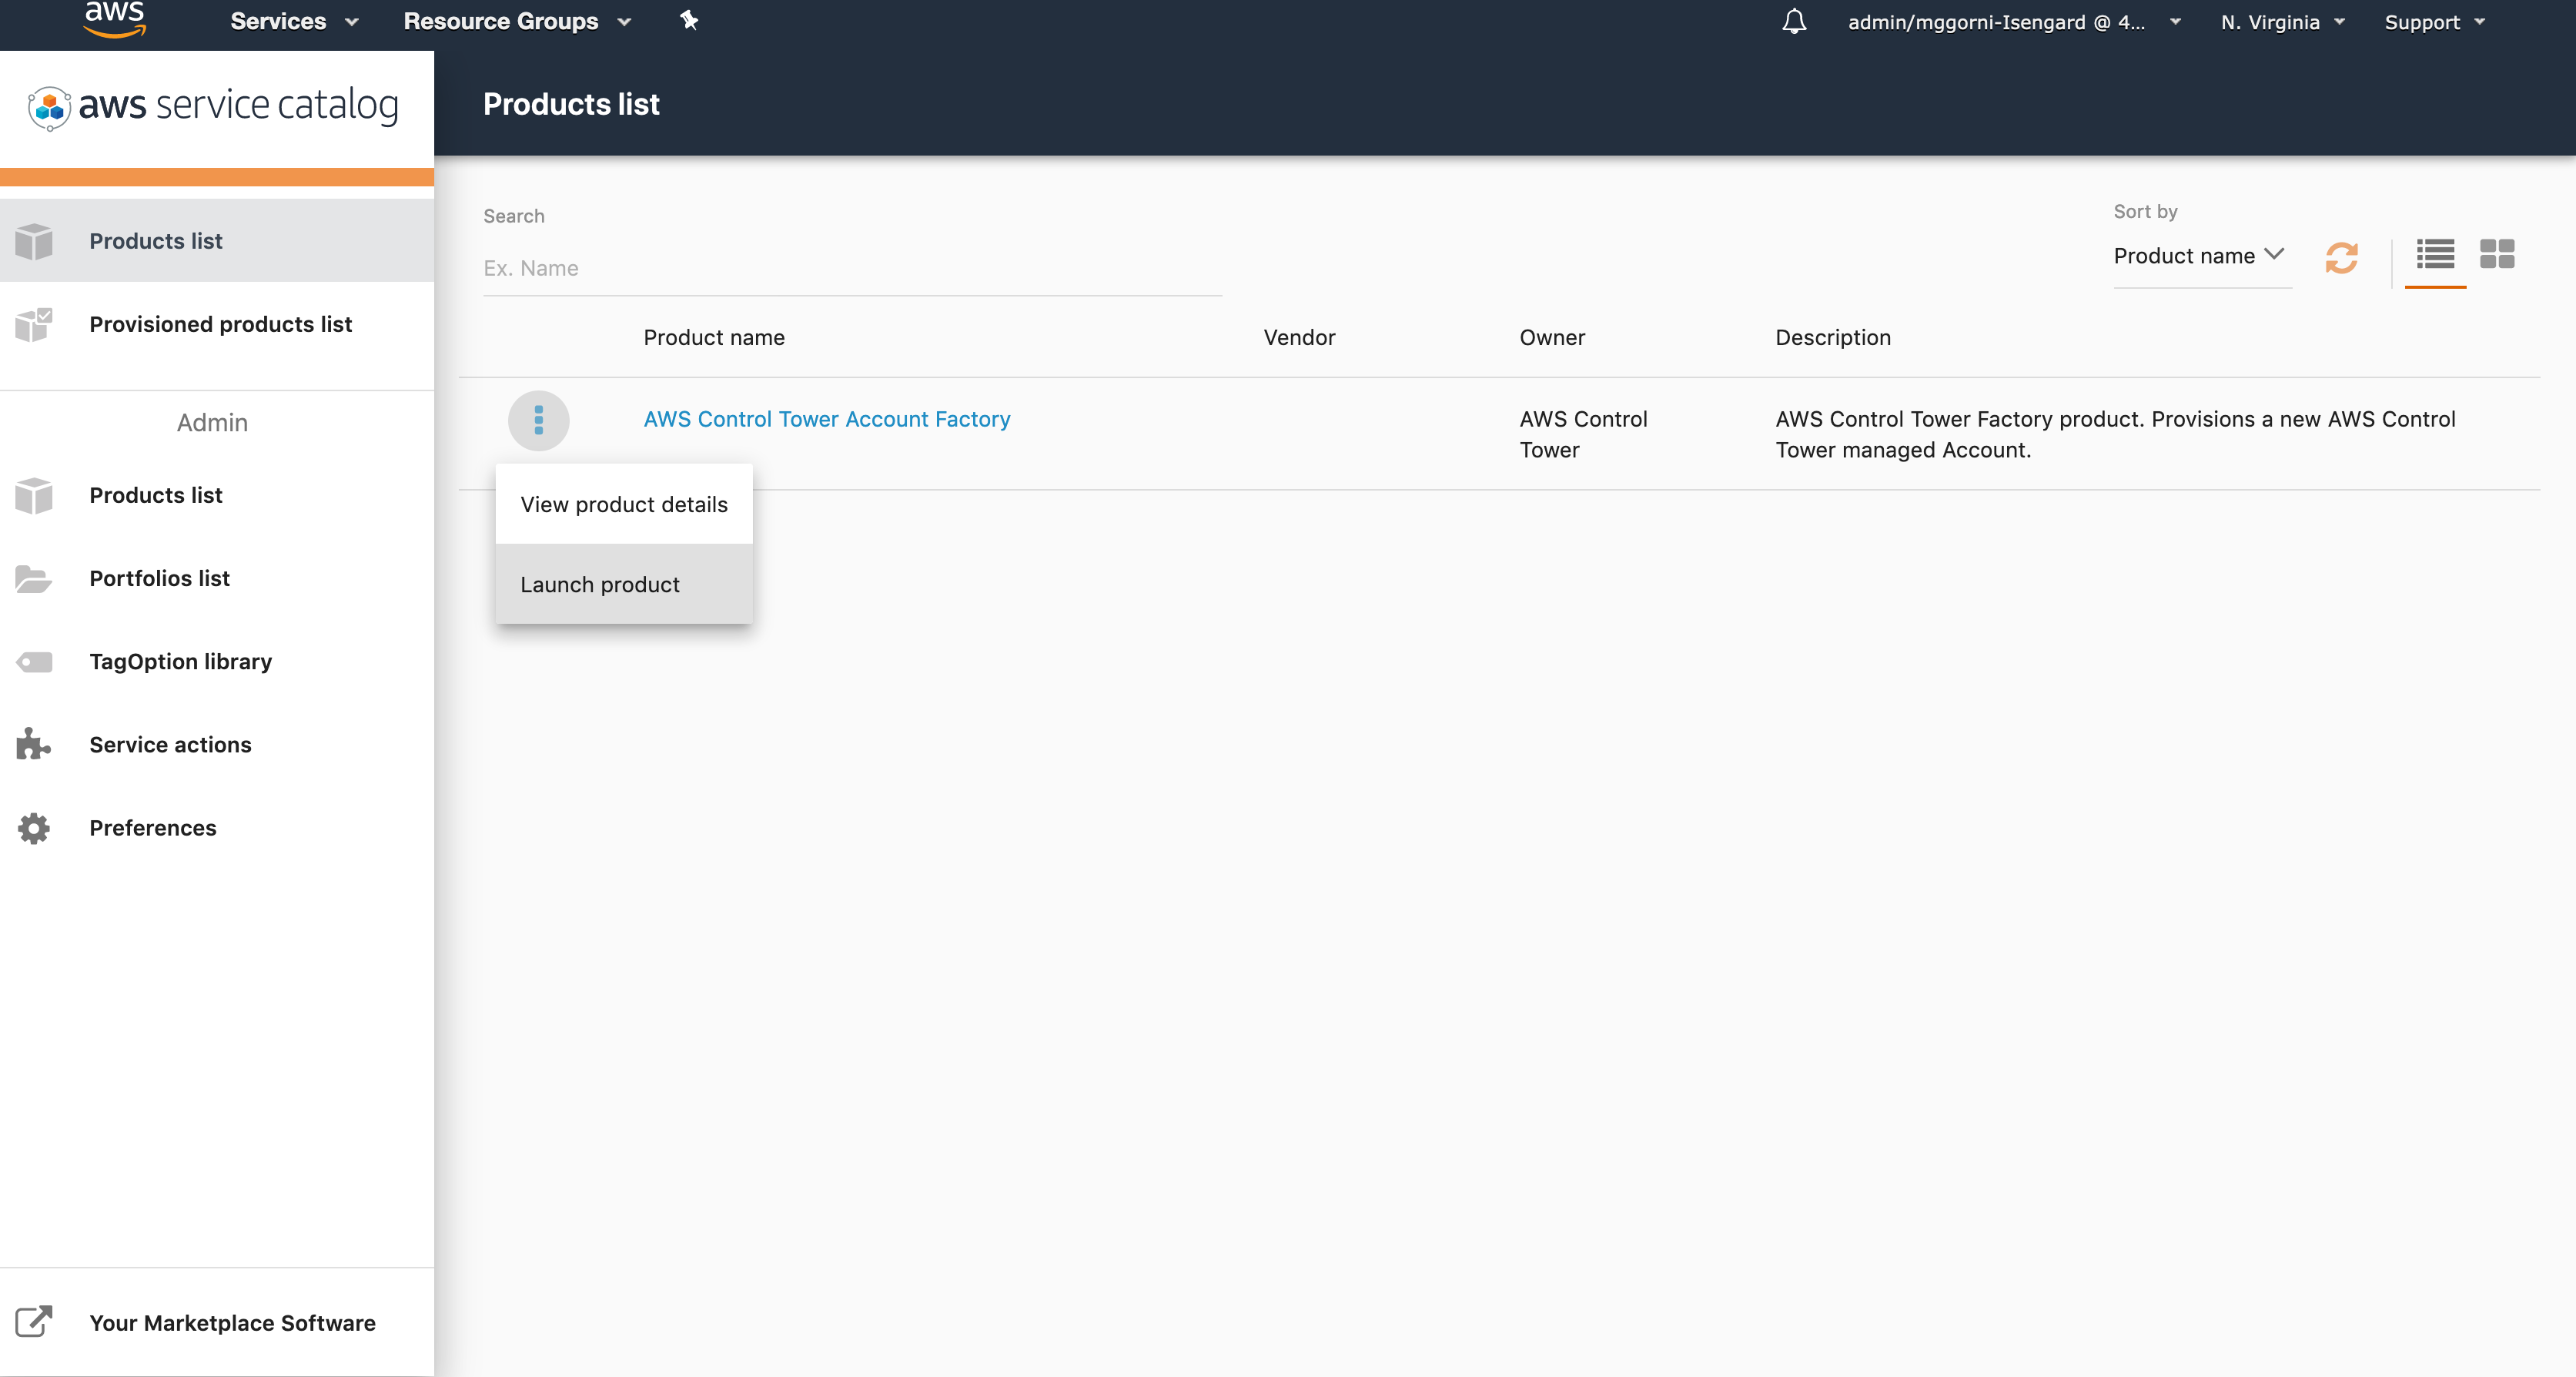 aws
Services
Resource Groups
admin/mggorni-Isengard @ 4...
N. Virginia
Support
aws service catalog
Products list
Products list
Provisioned products list
Admin
Products list
Portfolios list
TagOption library
Service actions
Preferences
Your Marketplace Software
Search
Ex. Name
Sort by
Product name
Product name
Vendor
Owner
Description
AWS Control Tower Account Factory
AWS Control
Tower
AWS Control Tower Factory product. Provisions a new AWS Control
Tower managed Account.
View product details
Launch product